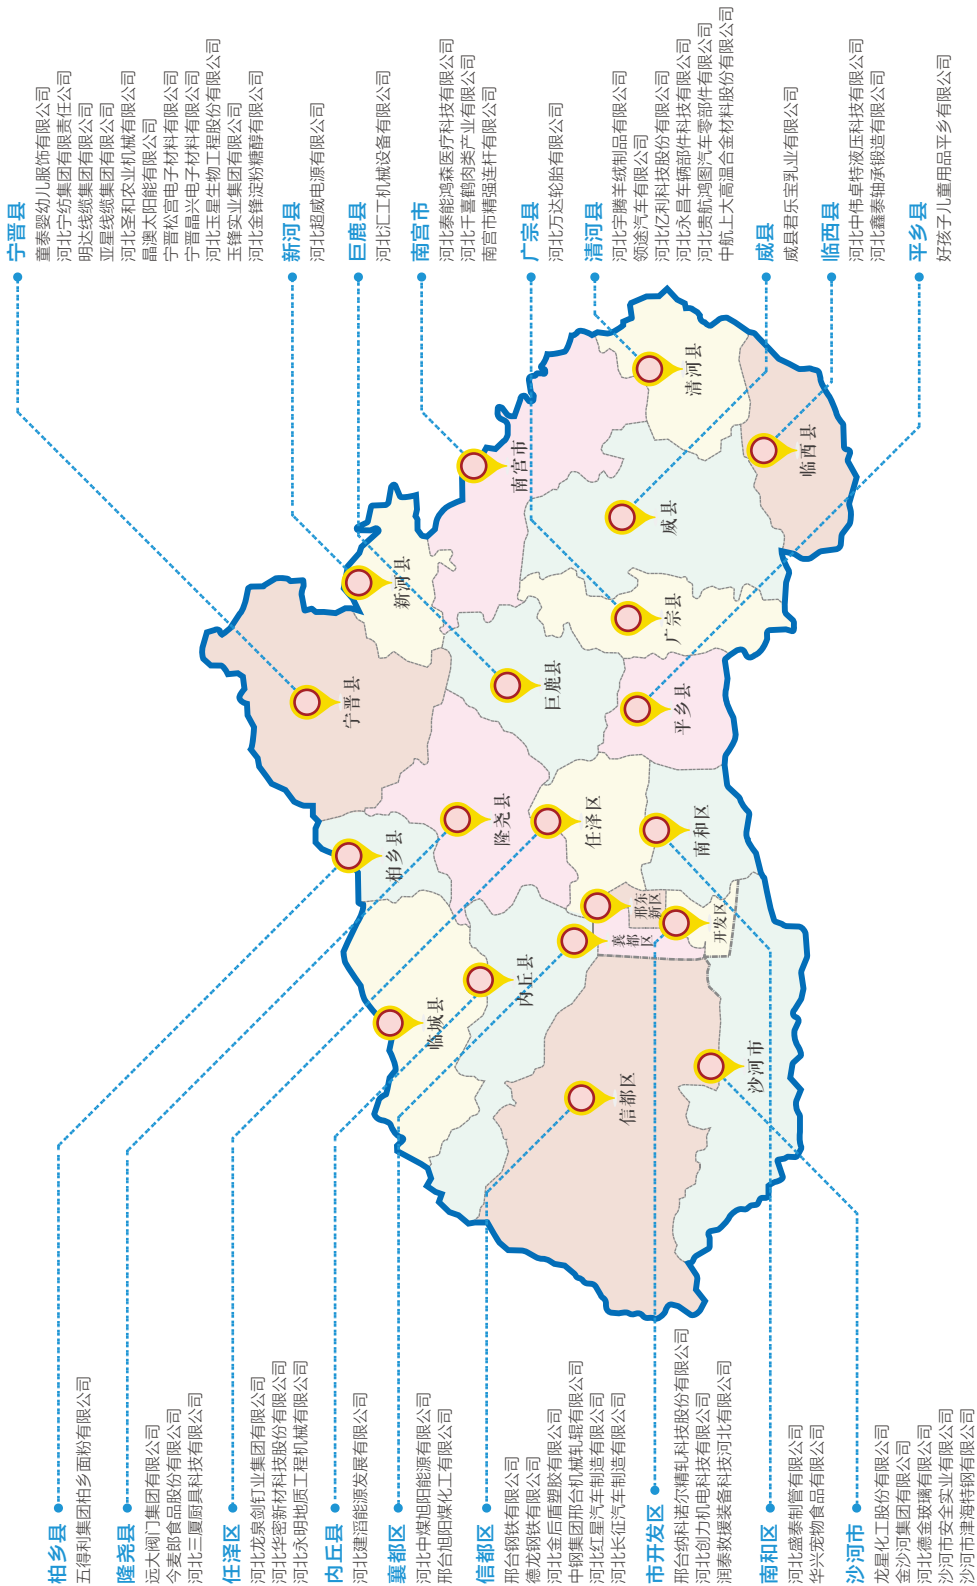 宁晋县
童泰婴幼儿服饰有限公司
河北宁纺集团有限责任公司
明达线缆集团有限公司
亚星线缆集团有限公司
河北圣和农业机械有限公司
晶澳太阳能有限公司
宁晋松宫电子材料有限公司
宁晋晶兴电子材料有限公司
河北玉星生物工程股份有限公司
玉锋实业集团有限公司
河北金锋淀粉糖醇有限公司
新河县
河北超威电源有限公司
巨鹿县
河北汇工机械设备有限公司
南宫市
河北泰能鸿森医疗科技有限公司
河北千喜鹤肉类产业有限公司
南宫市精强连杆有限公司
广宗县
河北万达轮胎有限公司
清河县
河北宇腾羊绒制品有限公司
领途汽车有限公司
河北亿利科技股份有限公司
河北永昌车辆部件科技有限公司
河北贵航鸿图汽车零部件有限公司
中航上大高温合金材料股份有限公司
威县
威县君乐宝乳业有限公司
临西县
河北中伟卓特液压科技有限公司
河北鑫泰轴承锻造有限公司
平乡县
好孩子儿童用品平乡有限公司
宁晋县
新河县
南宫市
清河县
临西县
威县
广宗县
巨鹿县
平乡县
隆尧县
柏乡县
任泽区
南和区
邢东
新区
开发区
襄都区
内丘县
临城县
信都区
沙河市
柏乡县
五得利集团柏乡面粉有限公司
隆尧县
远大阀门集团有限公司
今麦郎食品股份有限公司
河北三厦厨具科技有限公司
任泽区
河北龙泉剑钉业集团有限公司
河北华密新材科技股份有限公司
河北永明地质工程机械有限公司
内丘县
河北建滔能源发展有限公司
襄都区
河北中煤旭阳能源有限公司
邢台旭阳煤化工有限公司
信都区
邢台钢铁有限公司
德龙钢铁有限公司
河北金后盾塑胶有限公司
中钢集团邢台机械轧辊有限公司
河北红星汽车制造有限公司
河北长征汽车制造有限公司
市开发区
邢台纳科诺尔精轧科技股份有限公司
河北创力机电科技有限公司
润泰救援装备科技河北有限公司
南和区
河北盛泰制管有限公司
华兴宠物食品有限公司
沙河市
龙星化工股份有限公司
金沙河集团有限公司
河北德金玻璃有限公司
沙河市安全实业有限公司
沙河市津海特钢有限公司